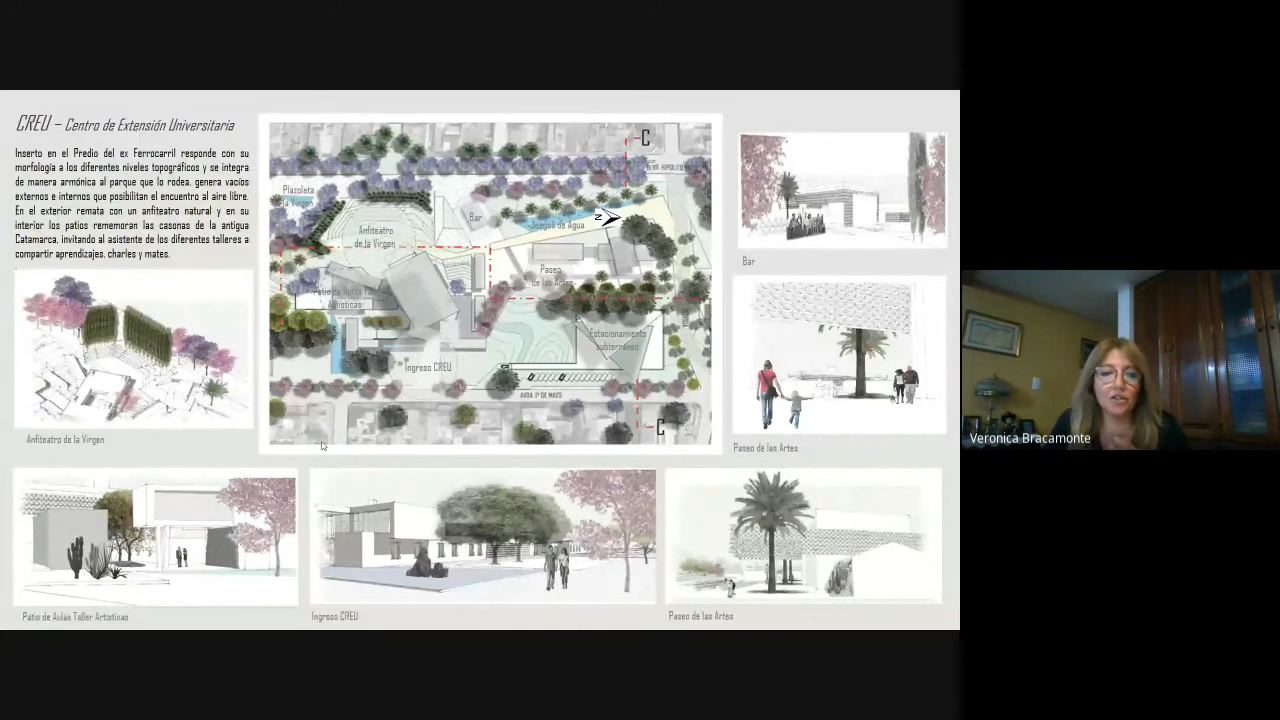 CREU – Centro de Extensión Universitaria
Inserto en el Predio del ex Ferrocarril responde con su
morfología a los diferentes niveles topográficos y se integra
de manera armónica al parque que lo rodea, genera vacíos
externos e internos que posibilitan el encuentro al aire libre.
En el exterior remata con un anfiteatro natural y en su
interior los patios rememoran las casonas de la antigua
Catamarca, invitando al asistente de los diferentes talleres a
compartir aprendizajes, charles y mates.
Anfiteatro de la Virgen
C
Plazoleta
la Virgen
Bar
Juegos de Agua
N
Anfiteatro
de la Virgen
Paseo
de las Artes
Patio de Aulas
Artísticas
Estacionamiento
subterráneo
Ingreso CREU
AVDA 1º DE MAYO
C
Bar
Paseo de las Artes
Patio de Aulas Taller Artísticas
Ingreso CREU
Paseo de las Artes
Veronica Bracamonte